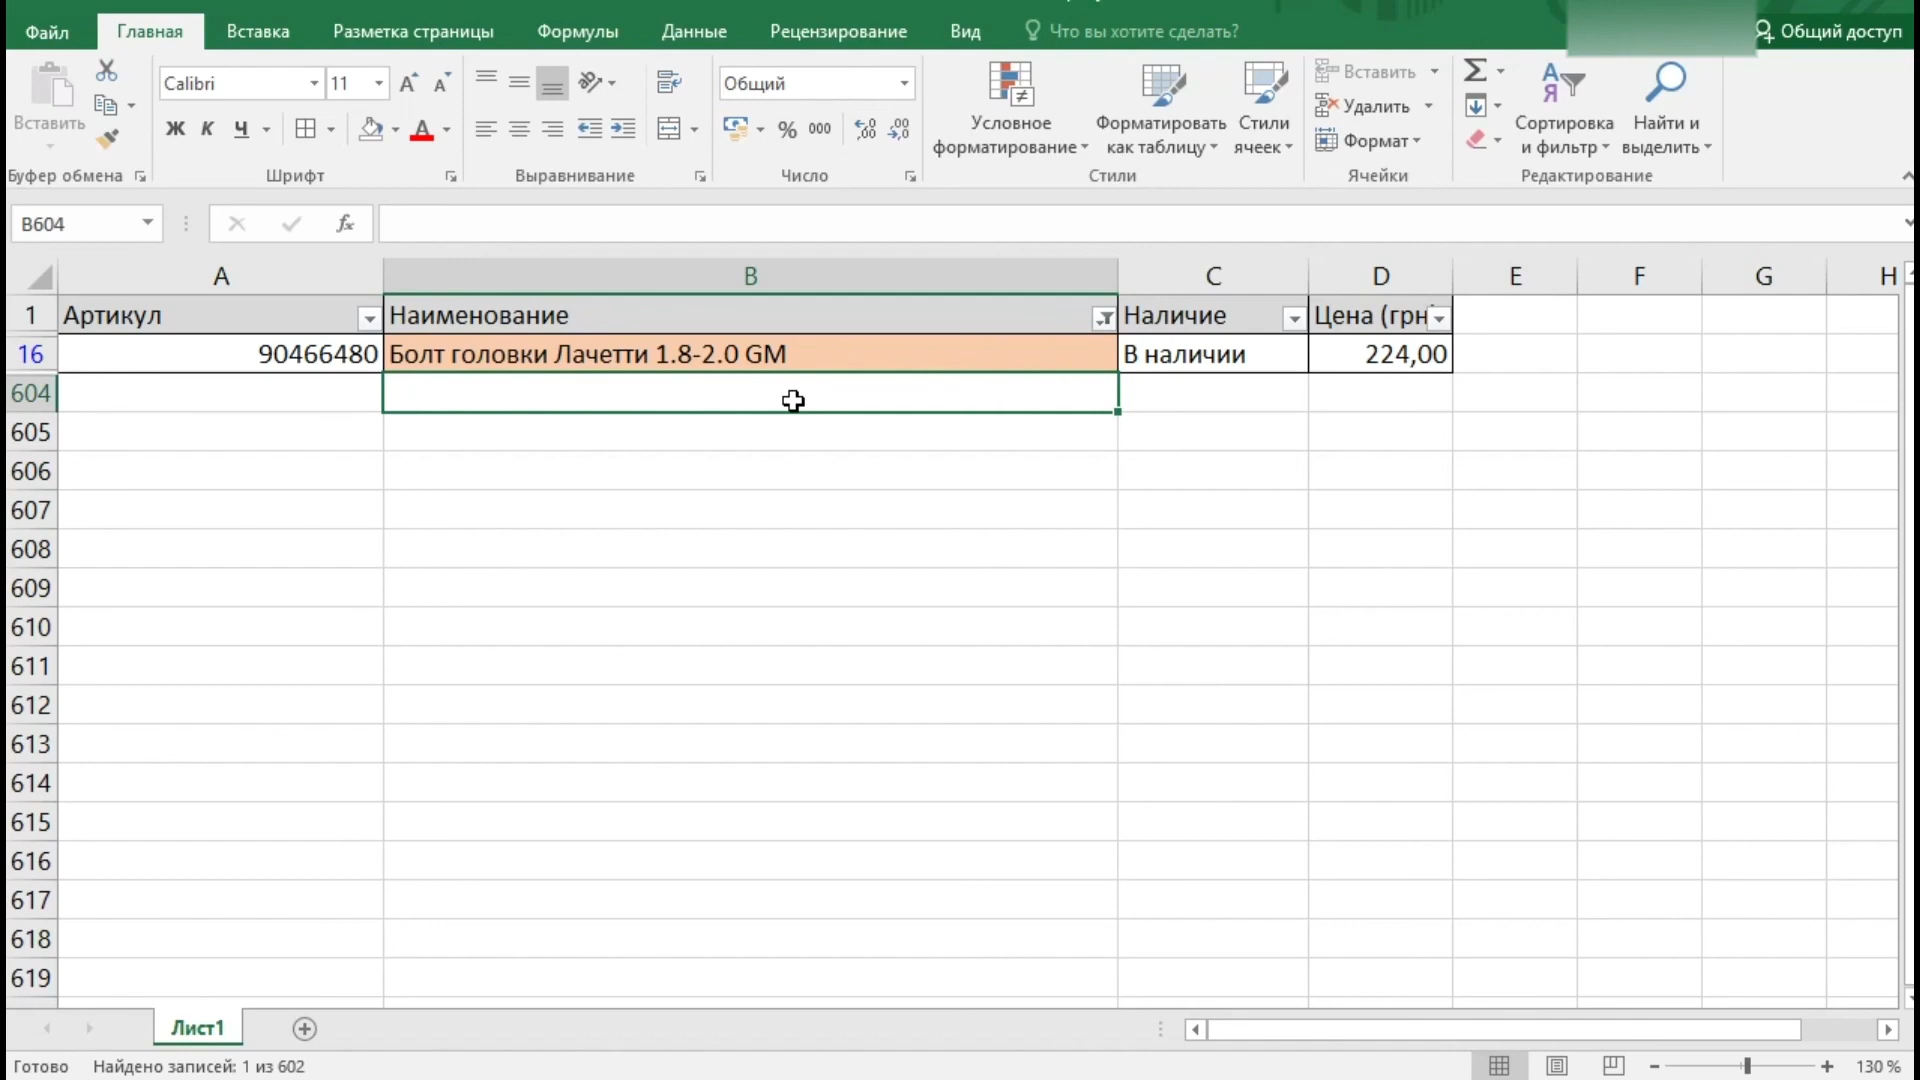 Файл Главная Вставка Разметка страницы Формулы Данные Рецензирование Вид Что вы хотите сделать? Общий доступ
Вставить
Буфер обмена
Calibri 11
Ж К Ч
Шрифт
Выравнивание
Общий
% 000
Число
Условное форматирование
Форматировать как таблицу
Стили ячеек
Стили
Вставить
Удалить
Формат
Ячейки
Сортировка и фильтр
Найти и выделить
Редактирование
B604 fx
A B C D E F G H
1 Артикул Наименование Наличие Цена (грн
16 90466480 Болт головки Лачетти 1.8-2.0 GM В наличии 224,00
604
605
606
607
608
609
610
611
612
613
614
615
616
617
618
619
Лист1
Готово Найдено записей: 1 из 602 130 %